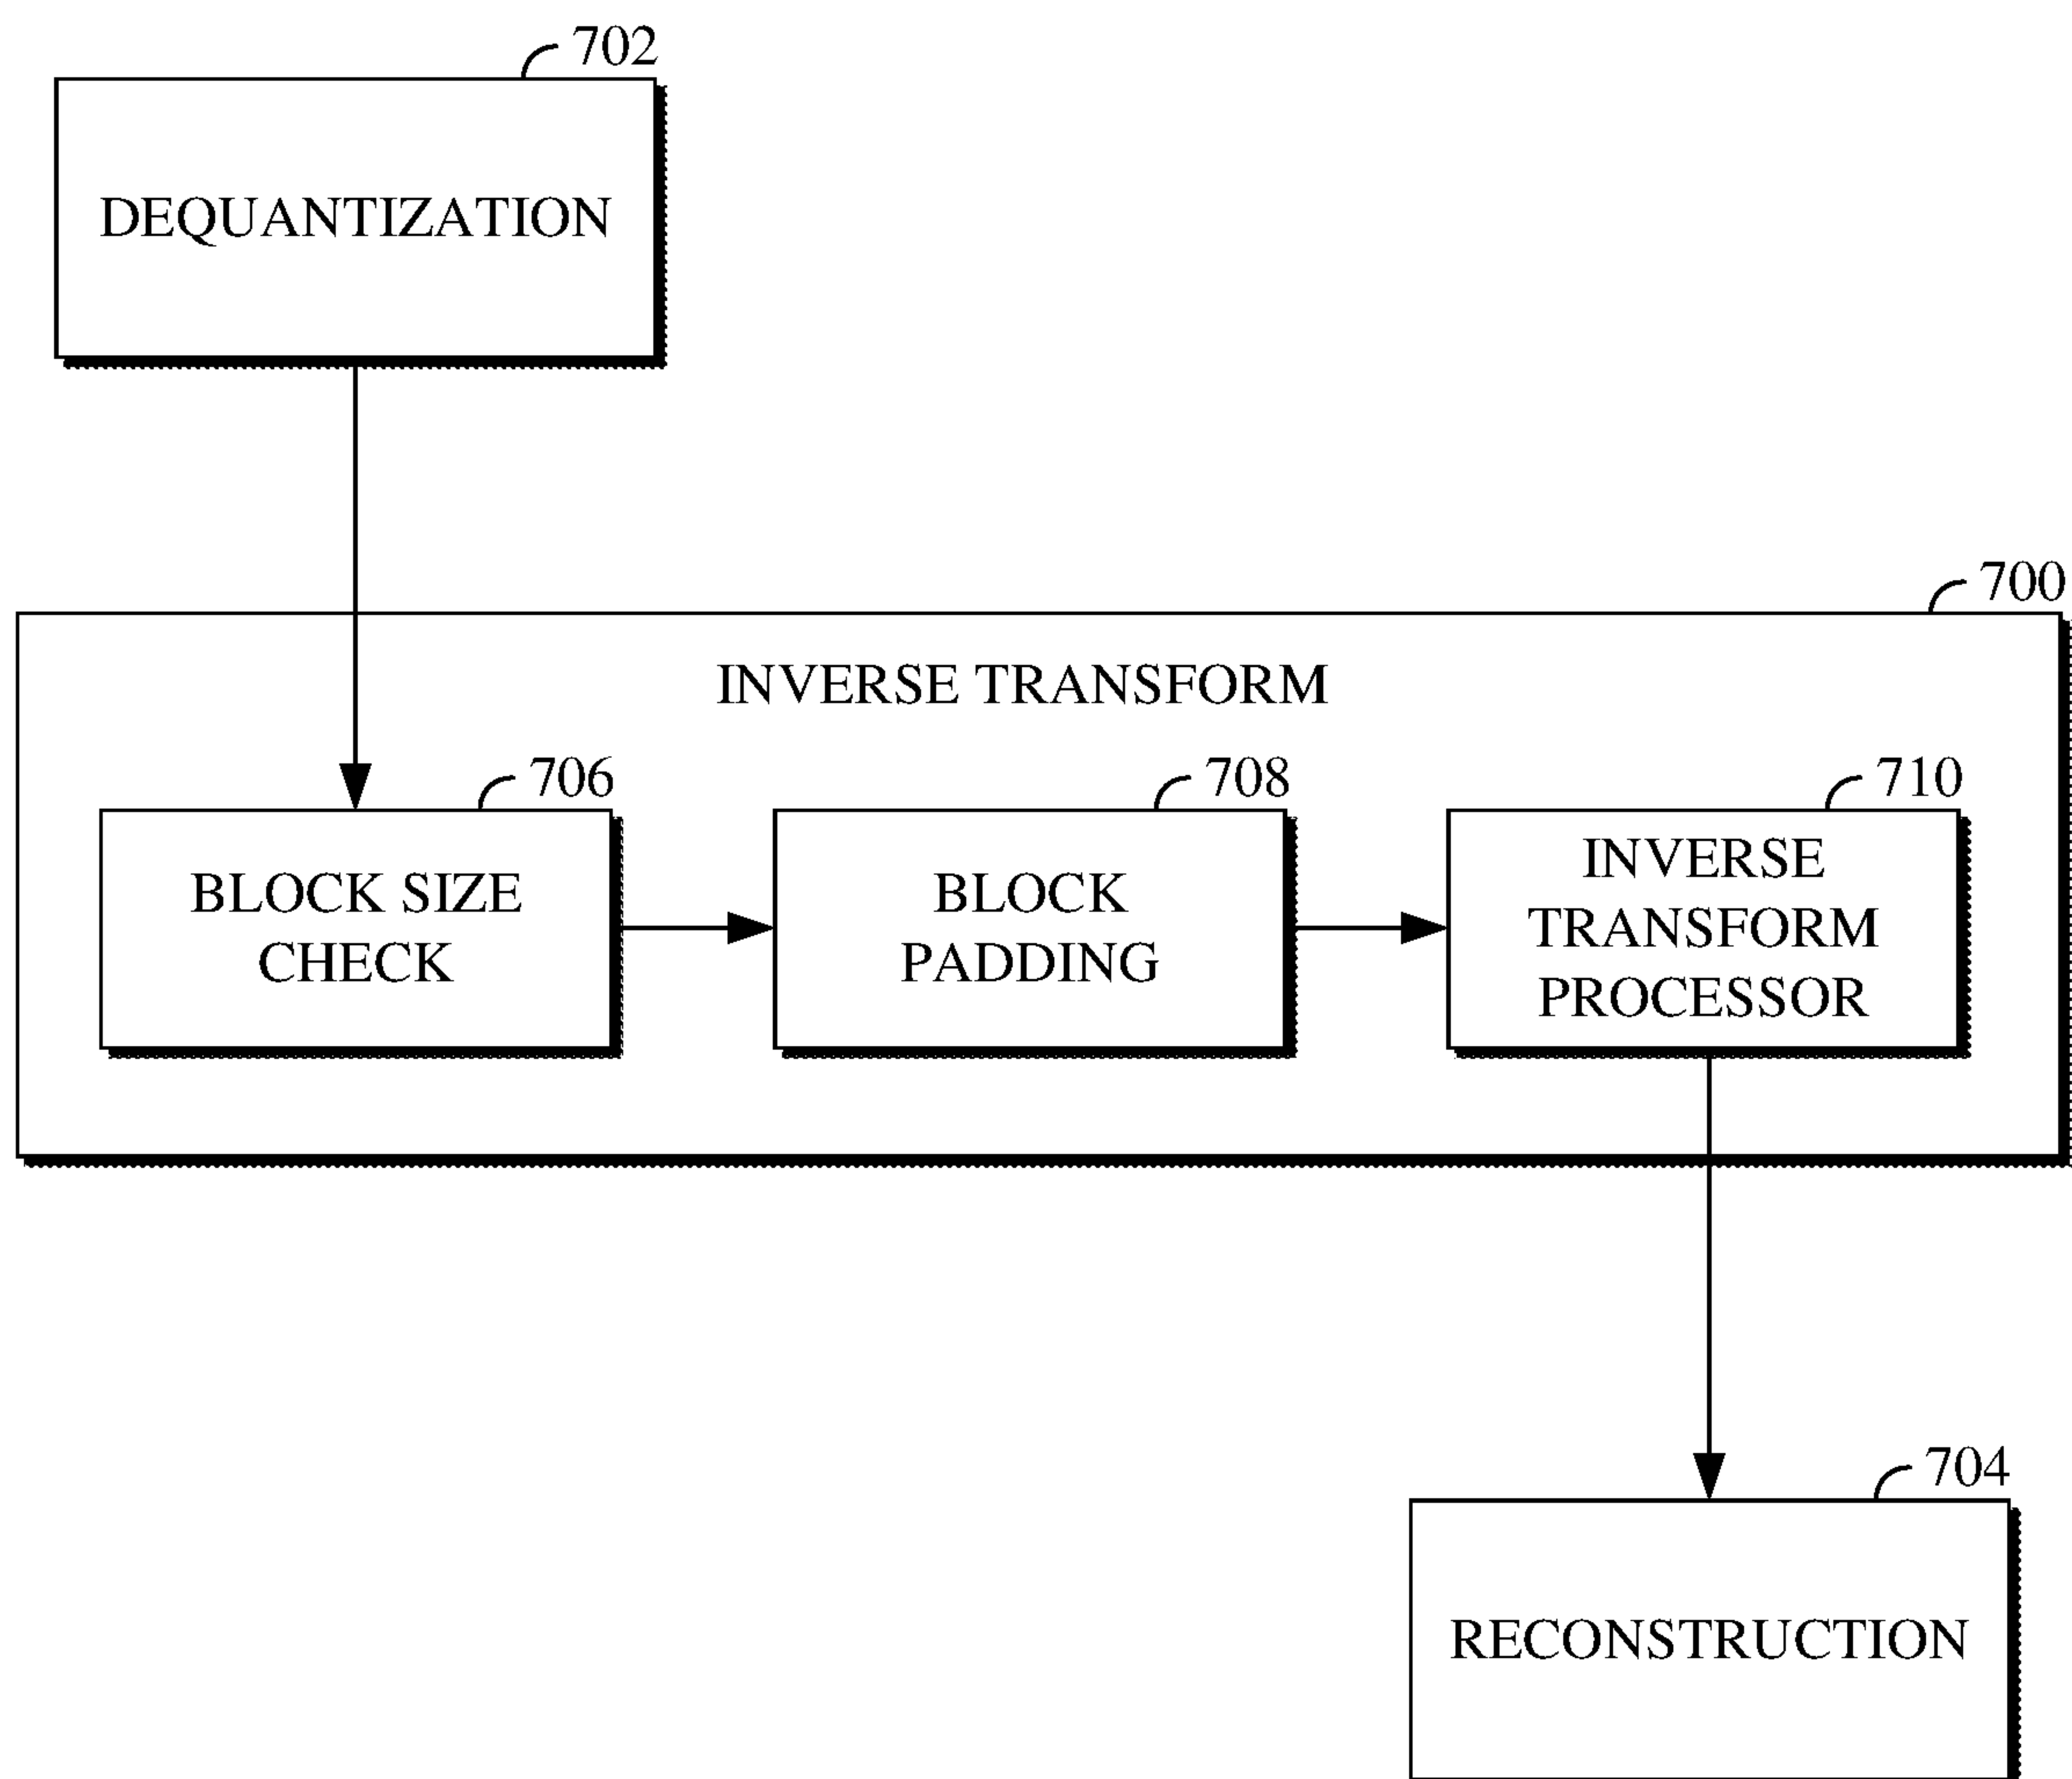 702
DEQUANTIZATION
700
INVERSE TRANSFORM
706
BLOCK SIZE
CHECK
708
BLOCK
PADDING
710
INVERSE
TRANSFORM
PROCESSOR
704
RECONSTRUCTION